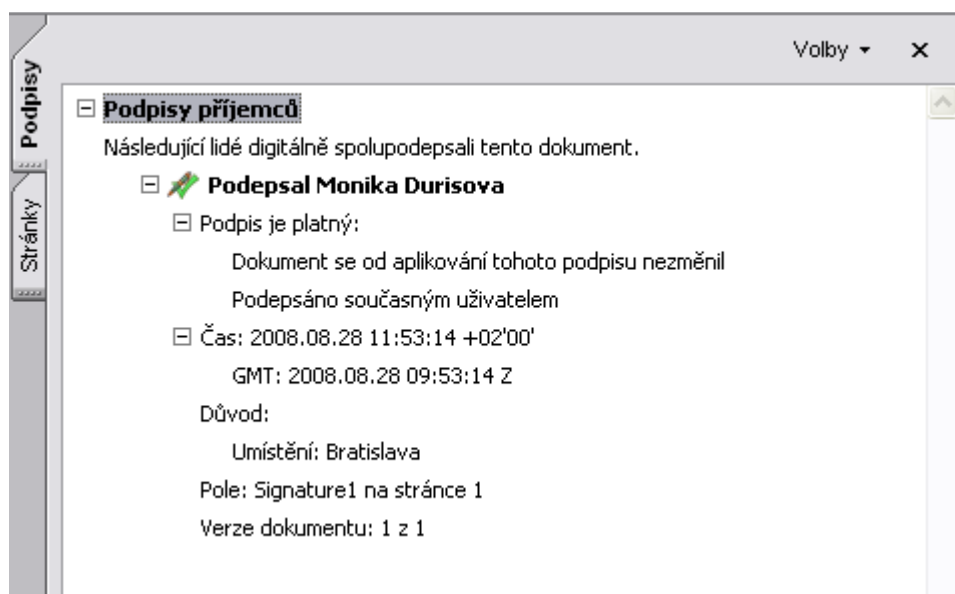 Volby
Podpisy
Stránky
Podpisy příjemců
Následující lidé digitálně spolupodepsali tento dokument.
Podepsal Monika Durisova
Podpis je platný:
Dokument se od aplikování tohoto podpisu nezměnil
Podepsáno současným uživatelem
Čas: 2008.08.28 11:53:14 +02'00'
GMT: 2008.08.28 09:53:14 Z
Důvod:
Umístění: Bratislava
Pole: Signature1 na stránce 1
Verze dokumentu: 1 z 1